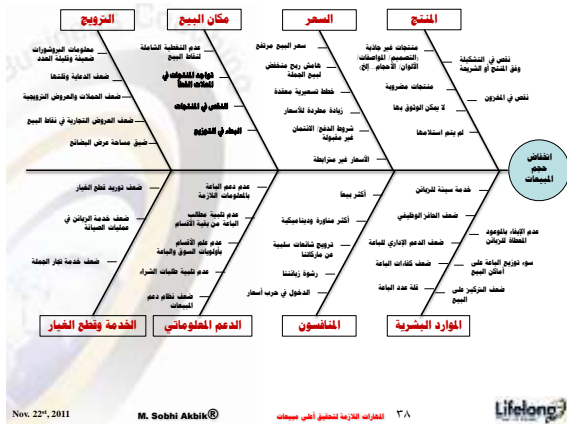 المنتج
السعر
مكان البيع
الترويج
نقص في التشكيلة
وفق المنتج أو الشريحة
نقص في المخزون
منتجات غير جاذبة
(التصميم/ المواصفات/
الألوان/ الأحجام.. إلخ)
منتجات مضروبة
لا يمكن الوثوق بها
لم يتم استلامها
سعر البيع مرتفع
هامش ربح منخفض
لبيع الجملة
خطط تسعيرية معقدة
زيادة مطردة للأسعار
شروط الدفع/ الائتمان
غير مقبولة
الأسعار غير مترابطة
عدم التغطية الشاملة
لنقاط البيع
تواجد المنتجات في
المحلات الخطأ
النقص في المنتجات
البطء في التوزيع
معلومات البروشورات
ضعيفة وقليلة العدد
ضعف الدعاية وقلتها
ضعف الحملات والعروض الترويجية
ضعف العروض التجارية في نقاط البيع
ضيق مساحة عرض البضائع
انخفاض
حجم
المبيعات
خدمة سيئة للزبائن
ضعف الحافز الوظيفي
ضعف الدعم الإداري للباعة
ضعف كفاءات الباعة
قلة عدد الباعة
عدم الإيفاء بالوعود
المعطاة للزبائن
سوء توزيع الباعة على
أماكن البيع
ضعف التركيز على
البيع
أكثر بيعا
أكثر مناورة وديناميكية
ترويج شائعات سلبية
عن ماركاتنا
رشوة زبائننا
الدخول في حرب أسعار
عدم دعم الباعة
بالمعلومات اللازمة
عدم تلبية مطالب
الباعة من بقية الأقسام
عدم علم الأقسام
بأولويات السوق والباعة
عدم تلبية طلبات الشراء
ضعف نظام دعم
المبيعات
ضعف توريد قطع الغيار
ضعف خدمة الزبائن في
عمليات الصيانة
ضعف خدمة تجار الجملة
الموارد البشرية
المنافسون
الدعم المعلوماتي
الخدمة وقطع الغيار
Nov. 22st, 2011
M. Sobhi Akbik®
المهارات اللازمة لتحقيق أعلى مبيعات
٣٨
Lifelong